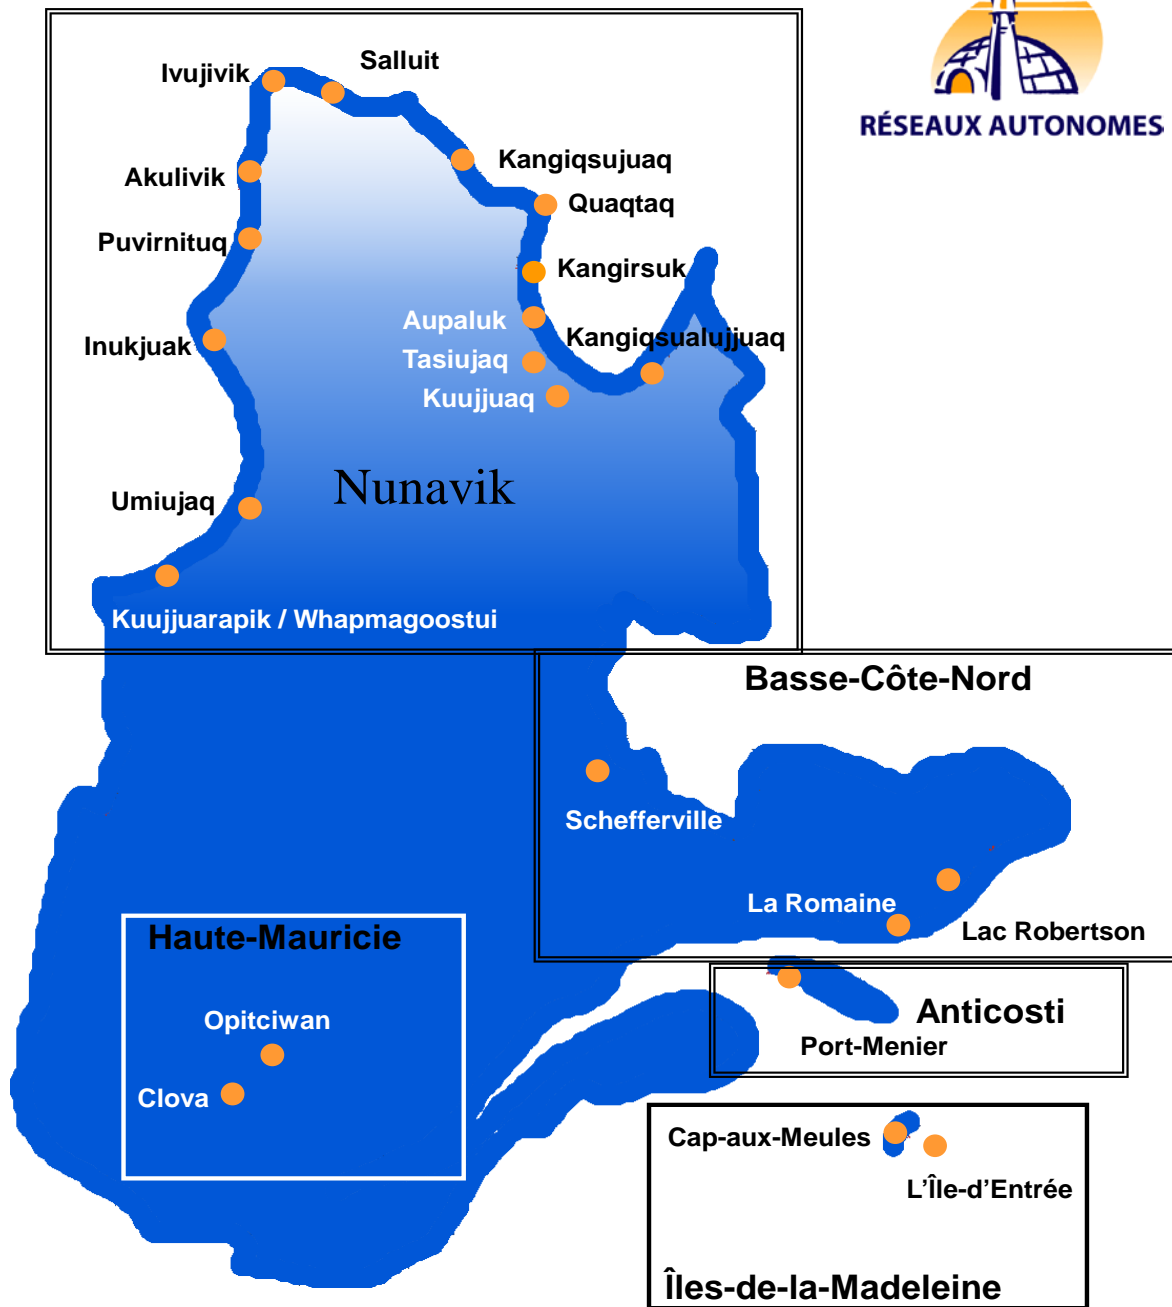 RÉSEAUX AUTONOMES
Salluit
Ivujivik
Kangiqsujuaq
Akulivik
Quaqtaq
Puvirnituq
Kangirsuk
Aupaluk
Kangiqsualujjuaq
Inukjuak
Tasiujaq
Kuujjuaq
Nunavik
Umiujaq
Kuujjuarapik / Whapmagoostui
Basse-Côte-Nord
Schefferville
La Romaine
Lac Robertson
Haute-Mauricie
Opitciwan
Clova
Anticosti
Port-Menier
Cap-aux-Meules
L’Île-d’Entrée
Îles-de-la-Madeleine